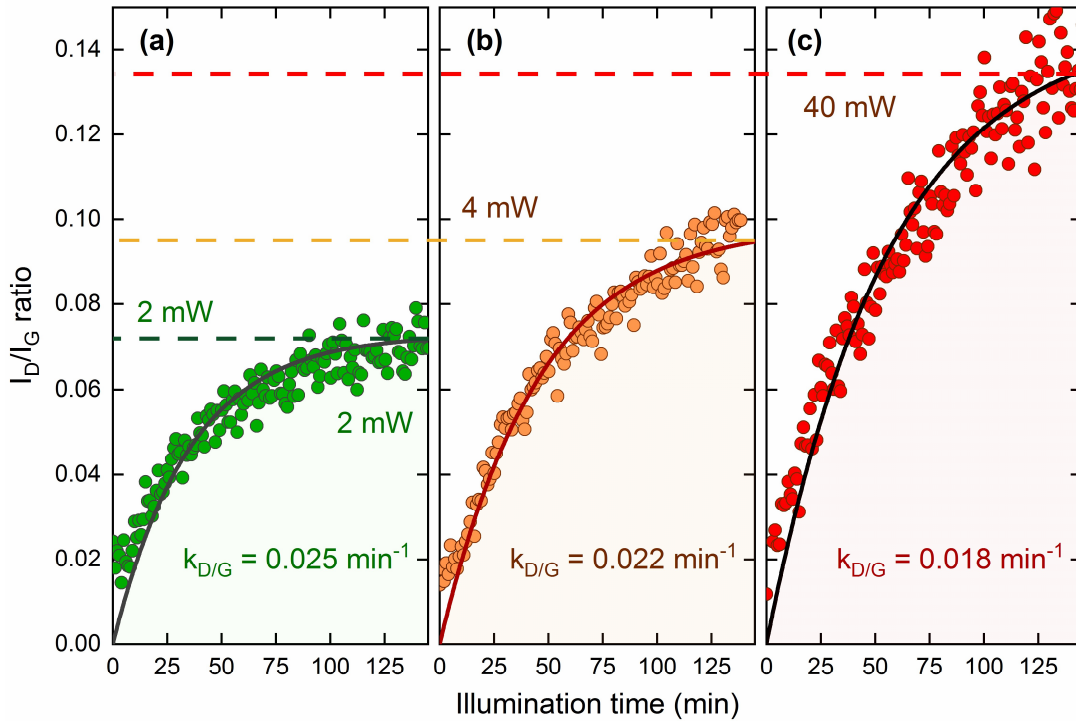 (a)
(b)
(c)
0.14
0.12
0.10
0.08
0.06
0.04
0.02
0.00
I_D/I_G ratio
2 mW
2 mW
k_D/G = 0.025 min⁻¹
4 mW
k_D/G = 0.022 min⁻¹
40 mW
k_D/G = 0.018 min⁻¹
0 25 50 75 100 125
0 25 50 75 100 125
0 25 50 75 100 125
Illumination time (min)